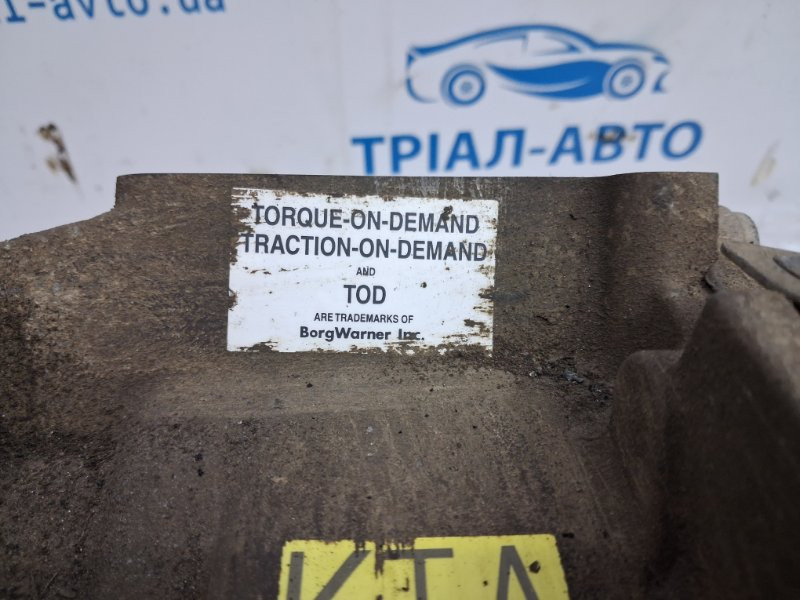 ТРІАЛ-АВТО
TORQUE-ON-DEMAND
TRACTION-ON-DEMAND
AND
TOD
ARE TRADEMARKS OF
BorgWarner Inc.